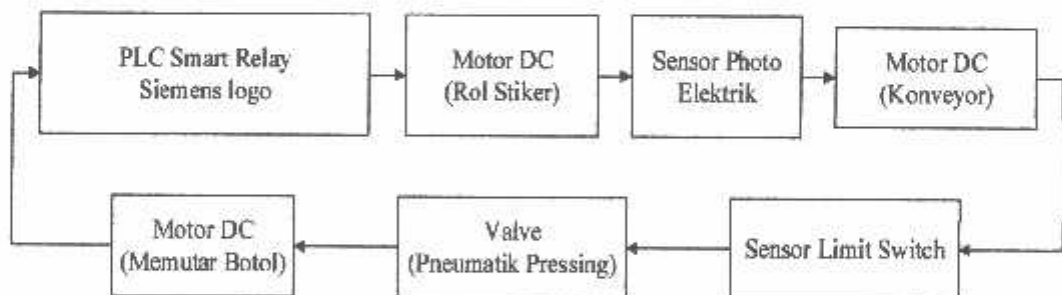 PLC Smart Relay
Siemens logo
Motor DC
(Rol Stiker)
Sensor Photo
Elektrik
Motor DC
(Konveyor)
Motor DC
(Memutar Botol)
Valve
(Pneumatik Pressing)
Sensor Limit Switch